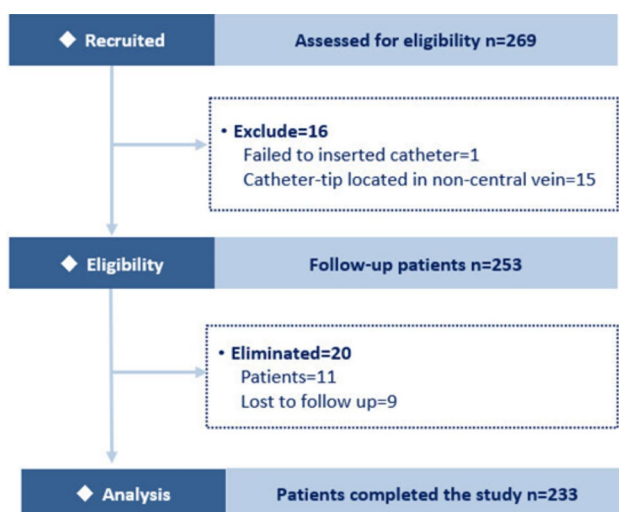 ◆ Recruited Assessed for eligibility n=269
• Exclude=16
Failed to inserted catheter=1
Catheter-tip located in non-central vein=15
◆ Eligibility Follow-up patients n=253
• Eliminated=20
Patients=11
Lost to follow up=9
◆ Analysis Patients completed the study n=233